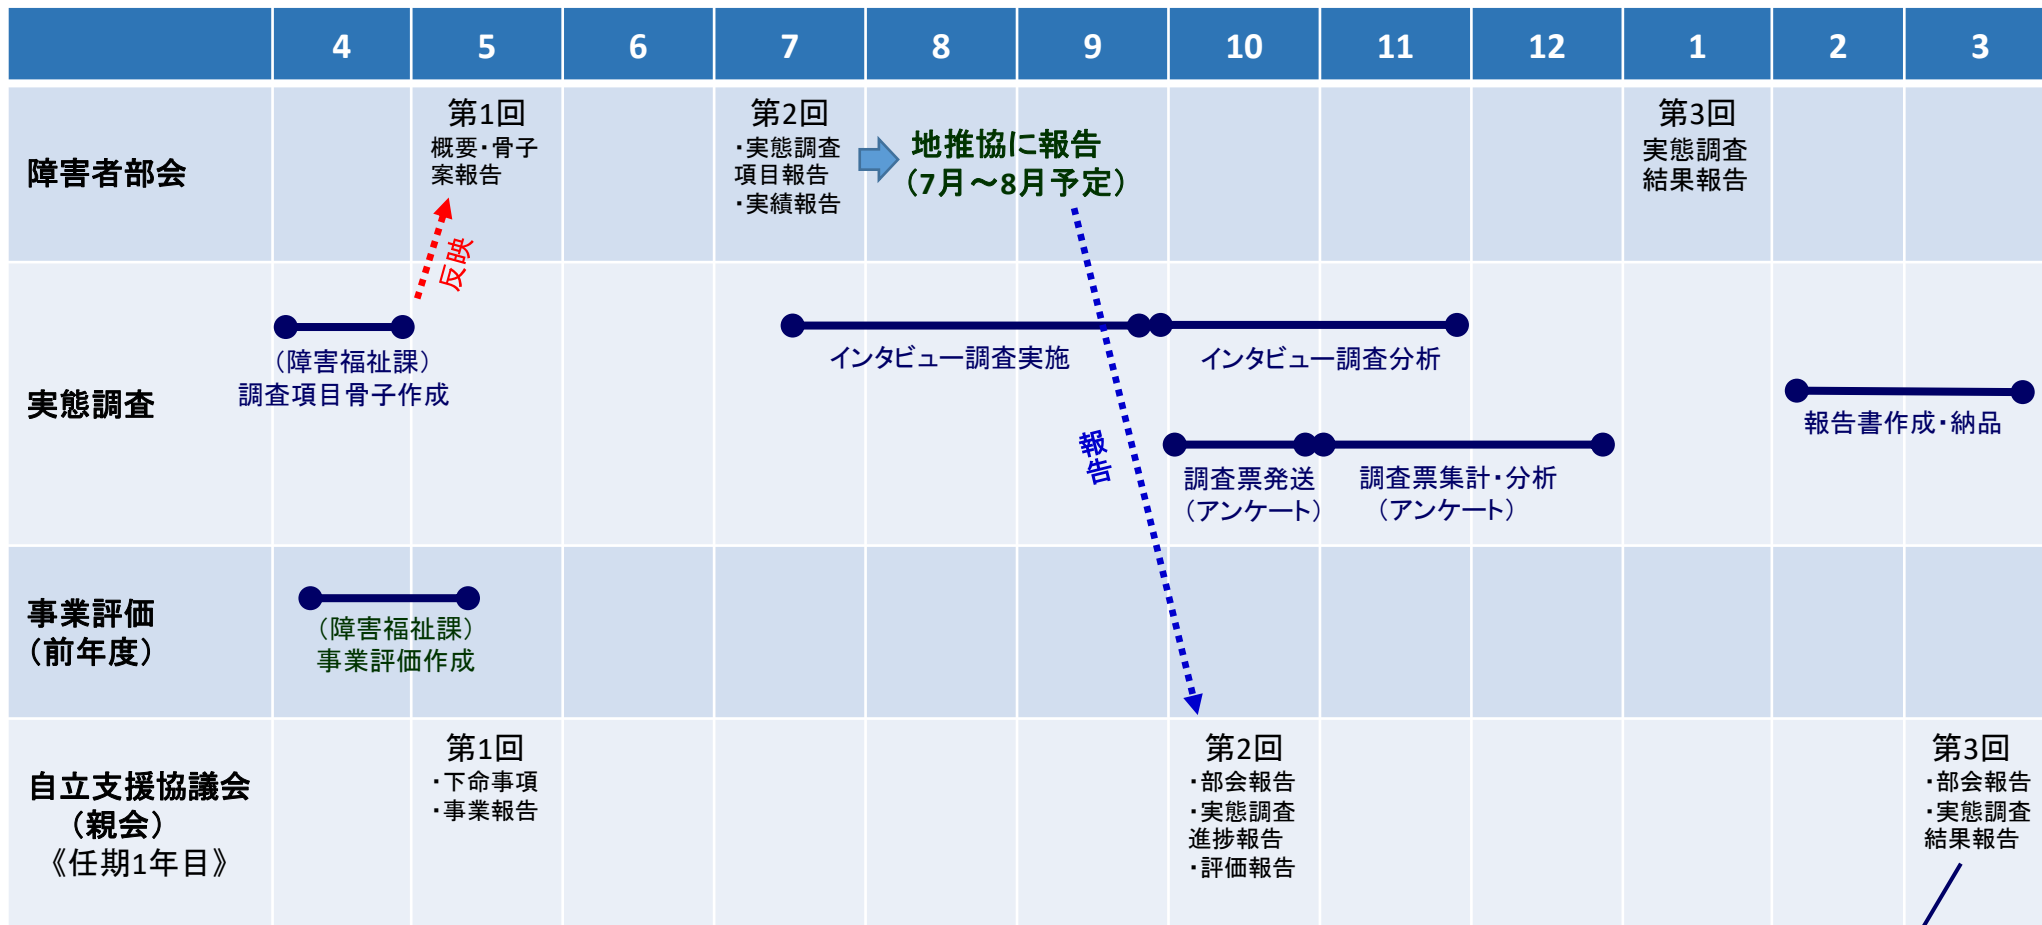 4 5 6 7 8 9 10 11 12 1 2 3
障害者部会
第1回
概要・骨子
案報告
第2回
・実態調査
項目報告
・実績報告
地推協に報告
(7月～8月予定)
第3回
実態調査
結果報告
反映
実態調査
(障害福祉課)
調査項目骨子作成
インタビュー調査実施
インタビュー調査分析
報告書作成・納品
報告
調査票発送
(アンケート)
調査票集計・分析
(アンケート)
事業評価
(前年度)
(障害福祉課)
事業評価作成
自立支援協議会
(親会)
《任期1年目》
第1回
・下命事項
・事業報告
第2回
・部会報告
・実態調査
進捗報告
・評価報告
第3回
・部会報告
・実態調査
結果報告